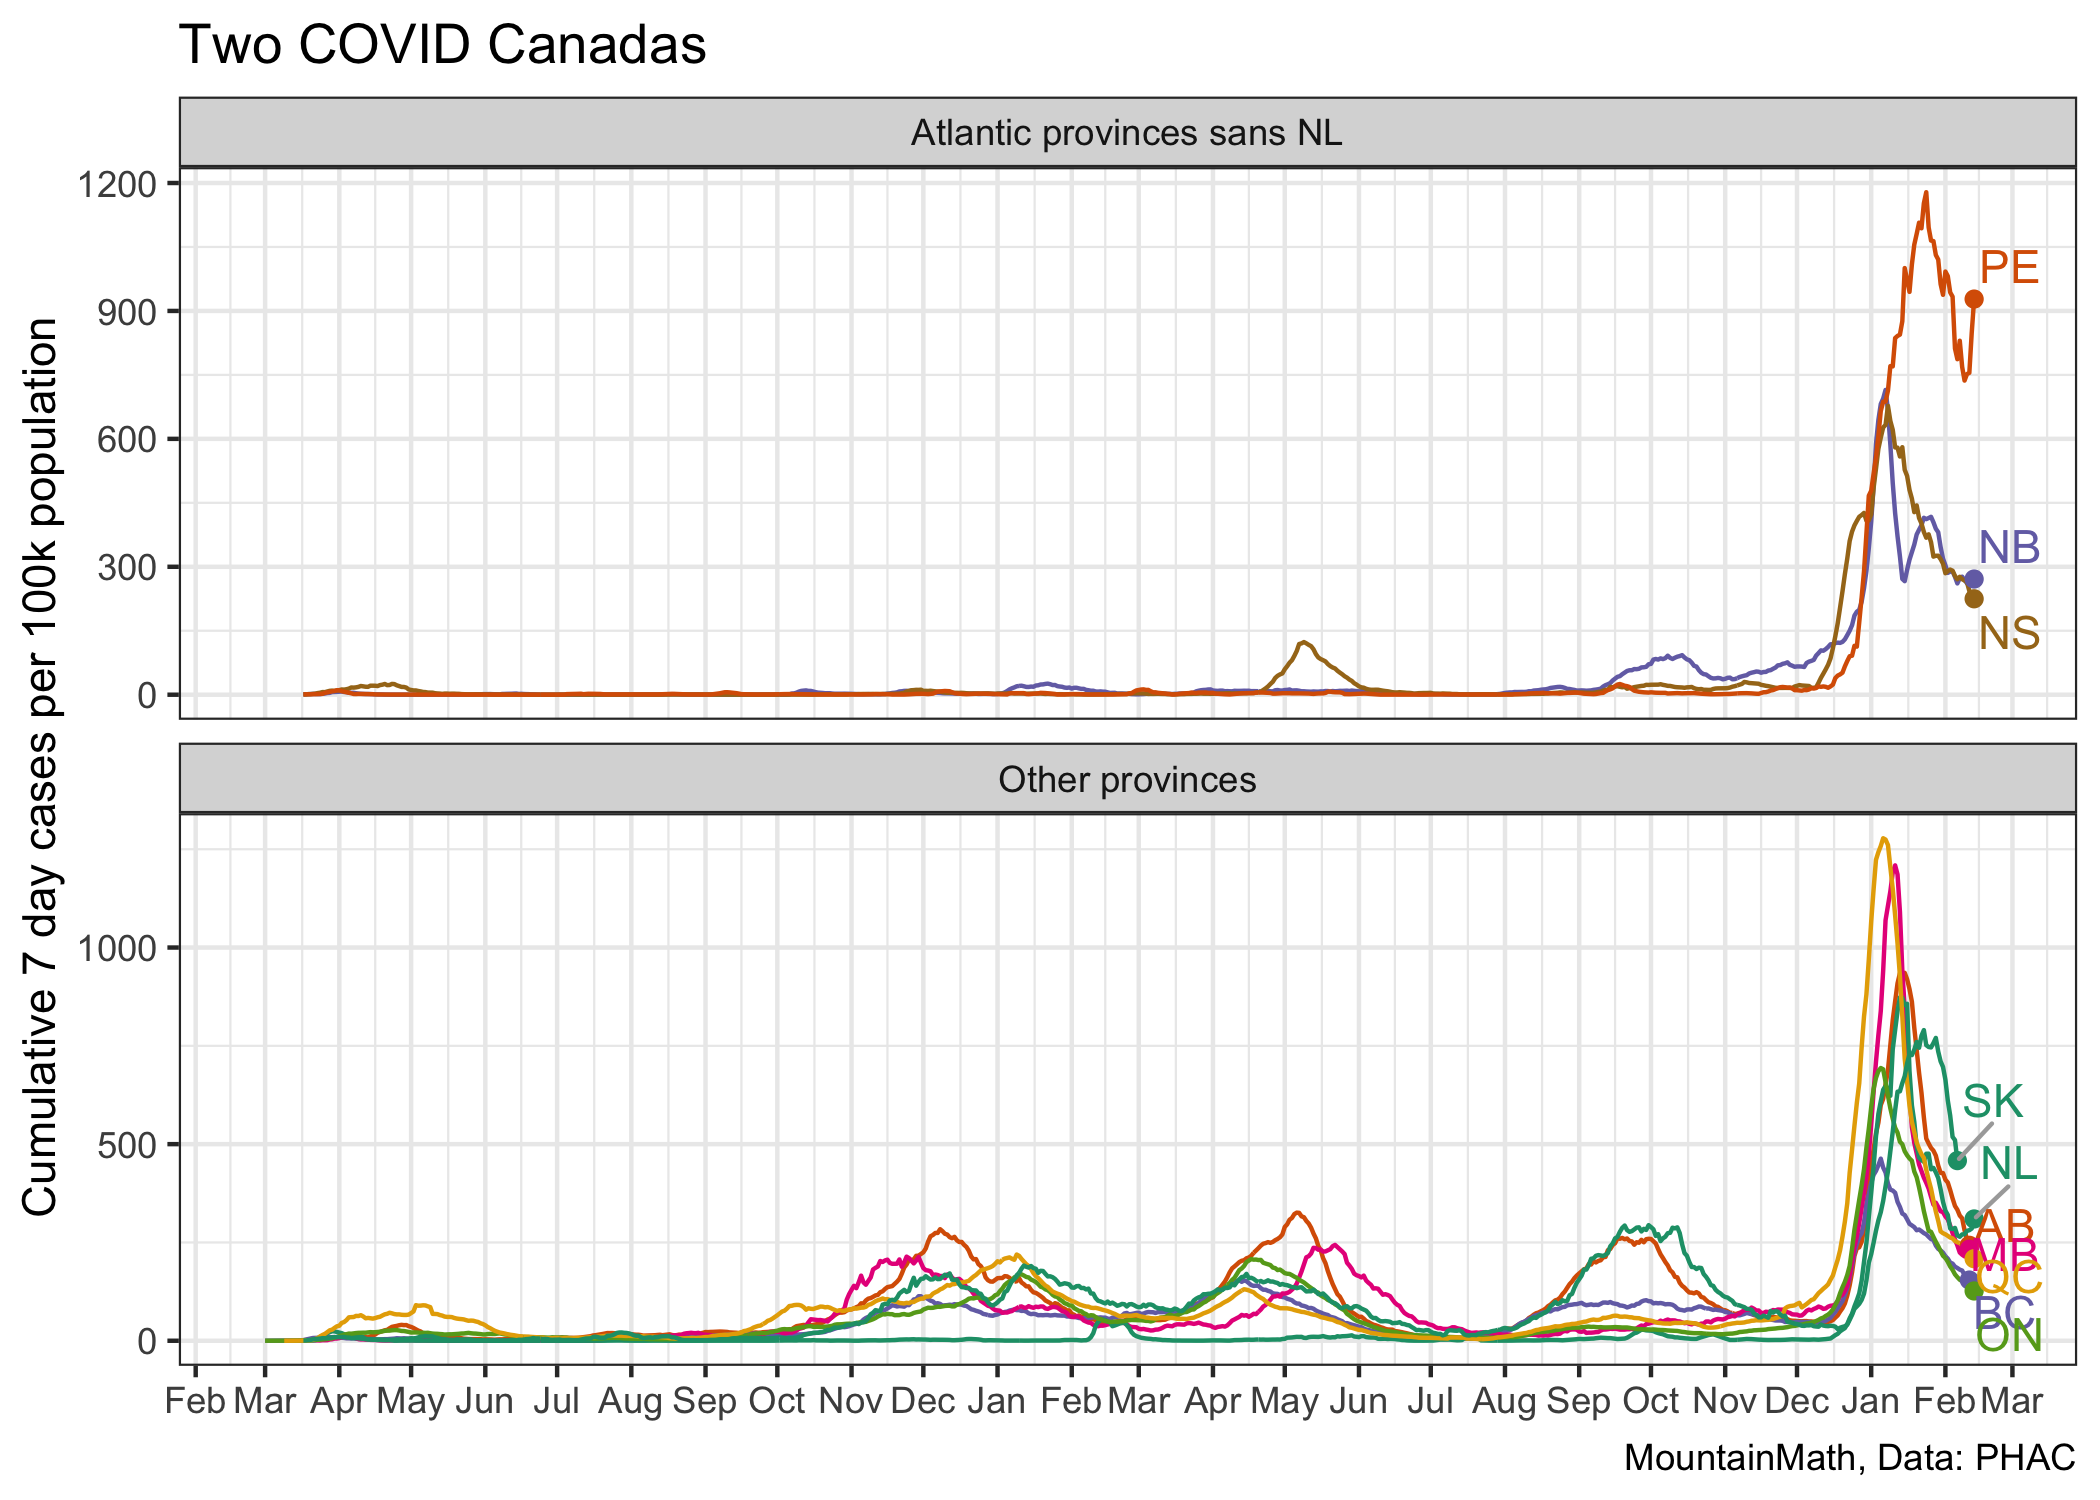 Two COVID Canadas
Cumulative 7 day cases per 100k population
Atlantic provinces sans NL
1200
900
600
300
0
PE
NB
NS
Other provinces
1000
500
0
SK
NL
AB
MB
QC
BC
ON
Feb Mar Apr May Jun Jul Aug Sep Oct Nov Dec Jan Feb Mar Apr May Jun Jul Aug Sep Oct Nov Dec Jan Feb Mar
MountainMath, Data: PHAC